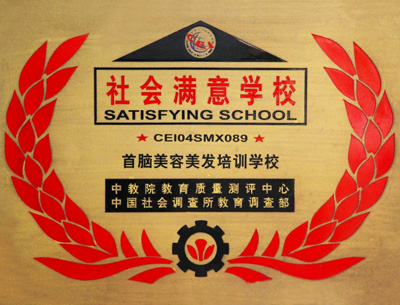 社会满意学校
SATISFYING SCHOOL
★ CEI04SMX089 ★
首脑美容美发培训学校
中教院教育质量测评中心
中国社会调查所教育调查部